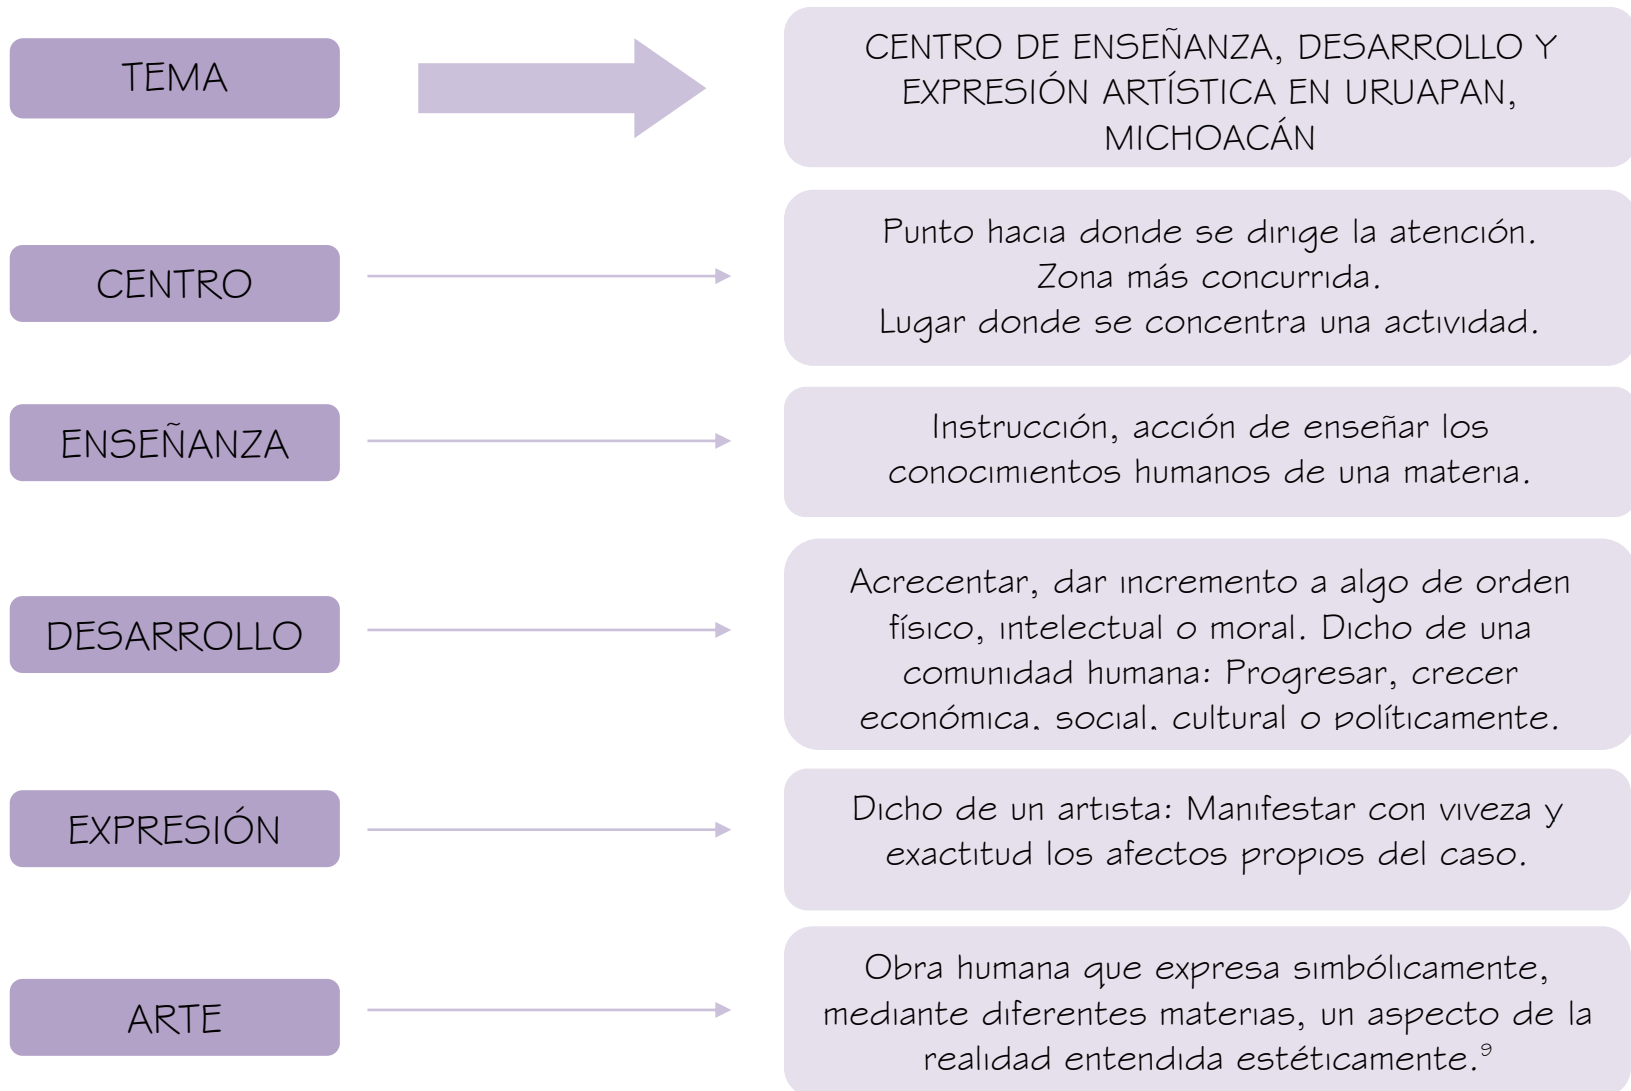 TEMA
CENTRO DE ENSEÑANZA, DESARROLLO Y
EXPRESIÓN ARTÍSTICA EN URUAPAN,
MICHOACÁN
CENTRO
Punto hacia donde se dirige la atención.
Zona más concurrida.
Lugar donde se concentra una actividad.
ENSEÑANZA
Instrucción, acción de enseñar los
conocimientos humanos de una materia.
DESARROLLO
Acrecentar, dar incremento a algo de orden
físico, intelectual o moral. Dicho de una
comunidad humana: Progresar, crecer
económica, social, cultural o políticamente.
EXPRESIÓN
Dicho de un artista: Manifestar con viveza y
exactitud los afectos propios del caso.
ARTE
Obra humana que expresa simbólicamente,
mediante diferentes materias, un aspecto de la
realidad entendida estéticamente.⁹